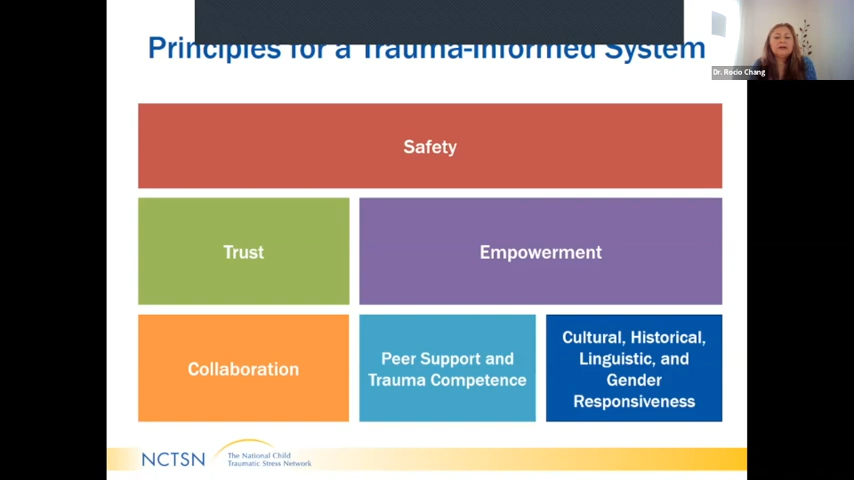 Principles for a Trauma-Informed System
Dr. Rocio Chang
Safety
Trust
Empowerment
Collaboration
Peer Support and
Trauma Competence
Cultural, Historical,
Linguistic, and
Gender
Responsiveness
NCTSN
The National Child
Traumatic Stress Network